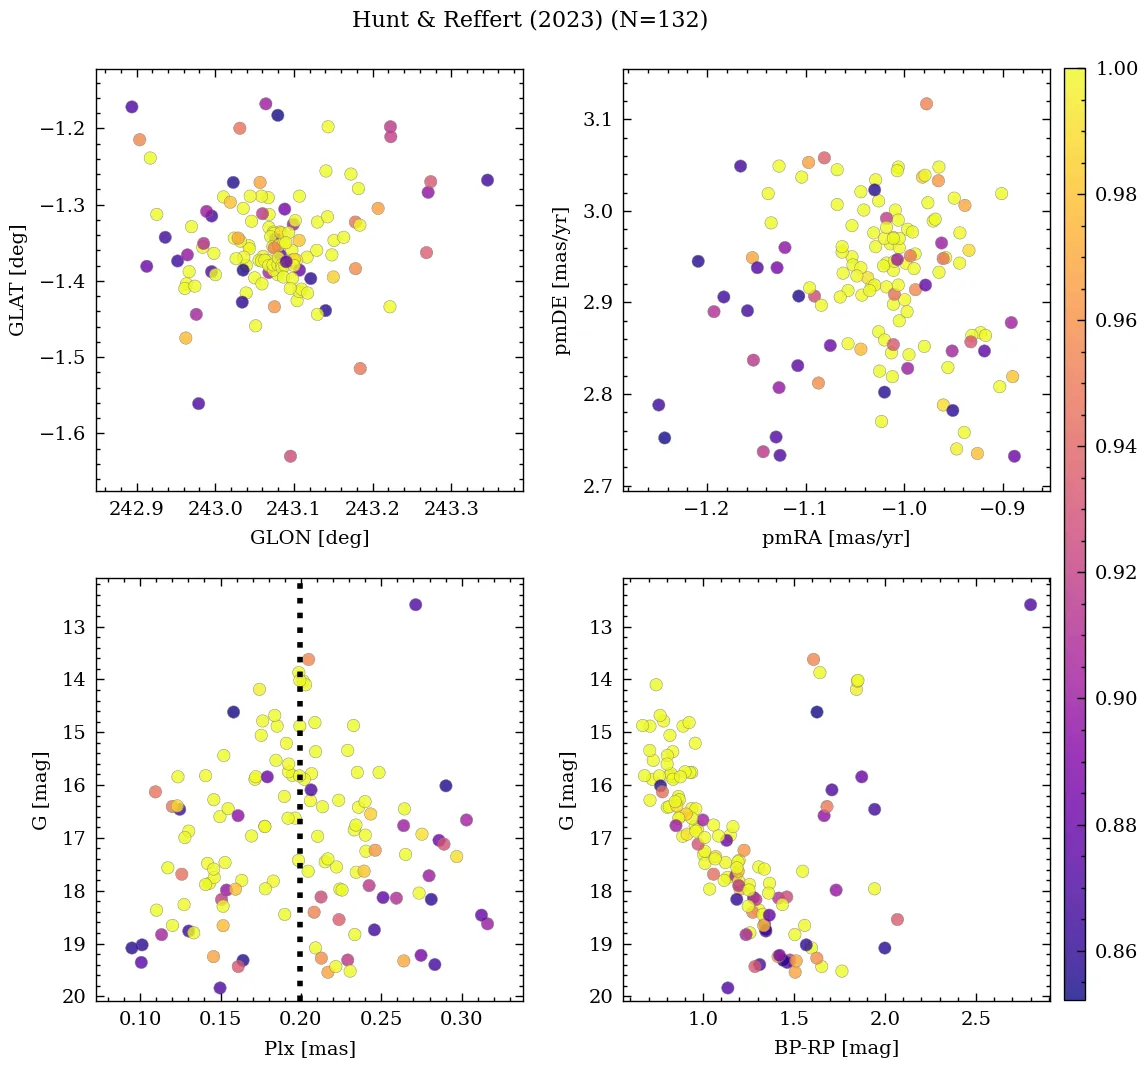 Hunt & Reffert (2023) (N=132)
−1.2
−1.3
−1.4
−1.5
−1.6
GLAT [deg]
242.9 243.0 243.1 243.2 243.3
GLON [deg]
3.1
3.0
2.9
2.8
2.7
pmDE [mas/yr]
−1.2 −1.1 −1.0 −0.9
pmRA [mas/yr]
13
14
15
16
17
18
19
20
G [mag]
0.10 0.15 0.20 0.25 0.30
Plx [mas]
13
14
15
16
17
18
19
20
G [mag]
1.0 1.5 2.0 2.5
BP-RP [mag]
1.00
0.98
0.96
0.94
0.92
0.90
0.88
0.86